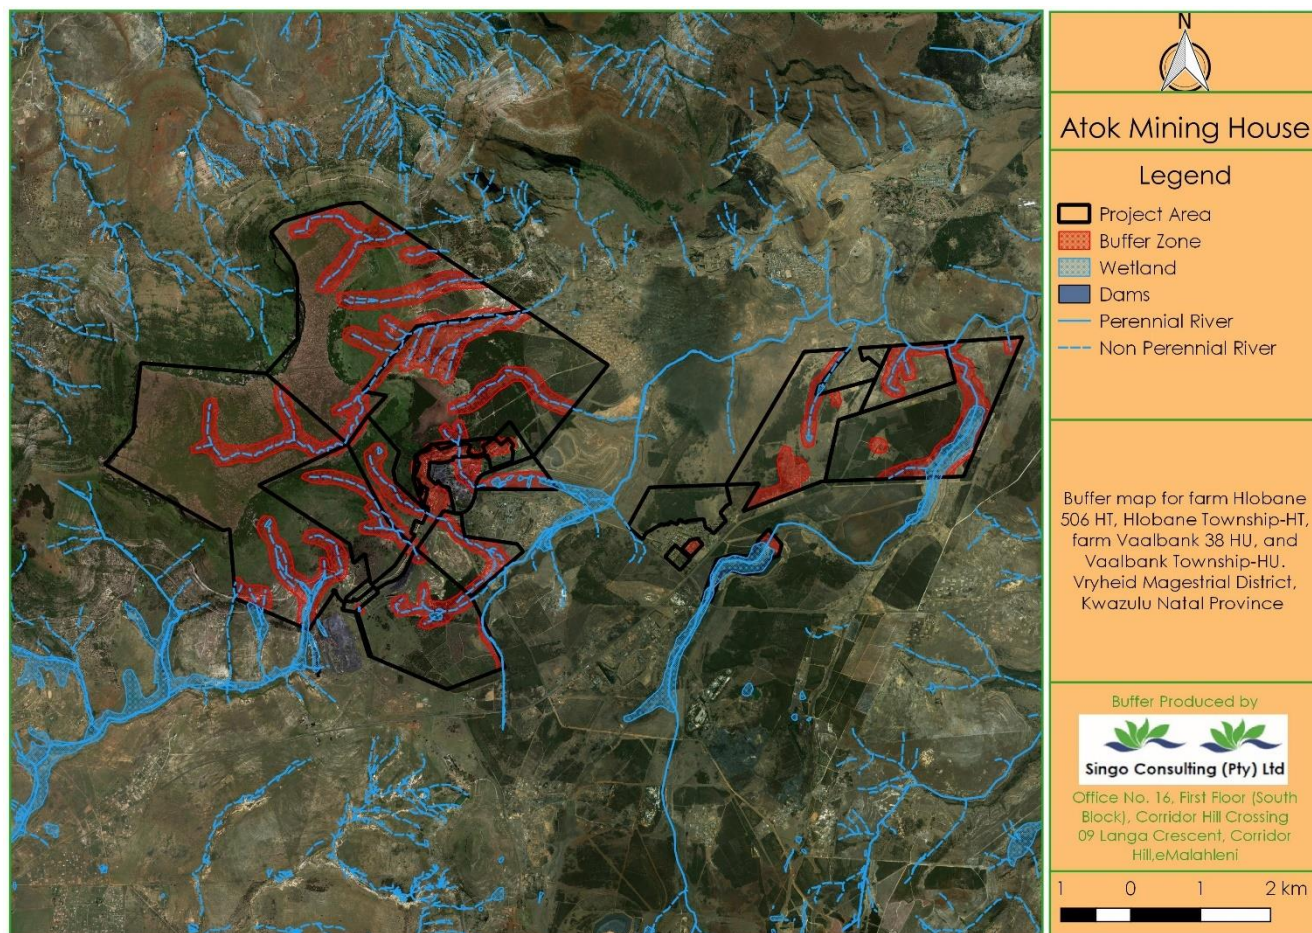 N
Atok Mining House
Legend
Project Area
Buffer Zone
Wetland
Dams
Perennial River
Non Perennial River
Buffer map for farm Hlobane
506 HT, Hlobane Township-HT,
farm Vaalbank 38 HU, and
Vaalbank Township-HU.
Vryheid Magestrial District,
Kwazulu Natal Province
Buffer Produced by
Singo Consulting (Pty) Ltd
Office No. 16, First Floor (South
Block), Corridor Hill Crossing
09 Langa Crescent, Corridor
Hill,eMalahleni
1 0 1 2 km